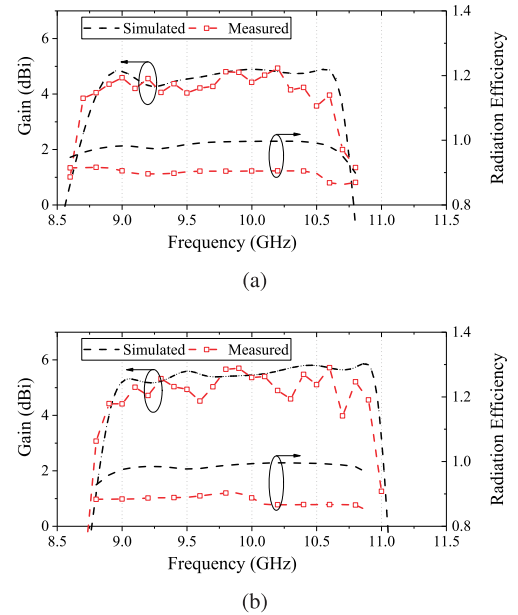 (a)
Simulated Measured
Gain (dBi)
Radiation Efficiency
7
6
4
2
0
1.4
1.2
1.0
0.8
8.5 9.0 9.5 10.0 10.5 11.0 11.5
Frequency (GHz)
(a)
Simulated Measured
Gain (dBi)
Radiation Efficiency
7
6
4
2
0
1.4
1.2
1.0
0.8
8.5 9.0 9.5 10.0 10.5 11.0 11.5
Frequency (GHz)
(b)